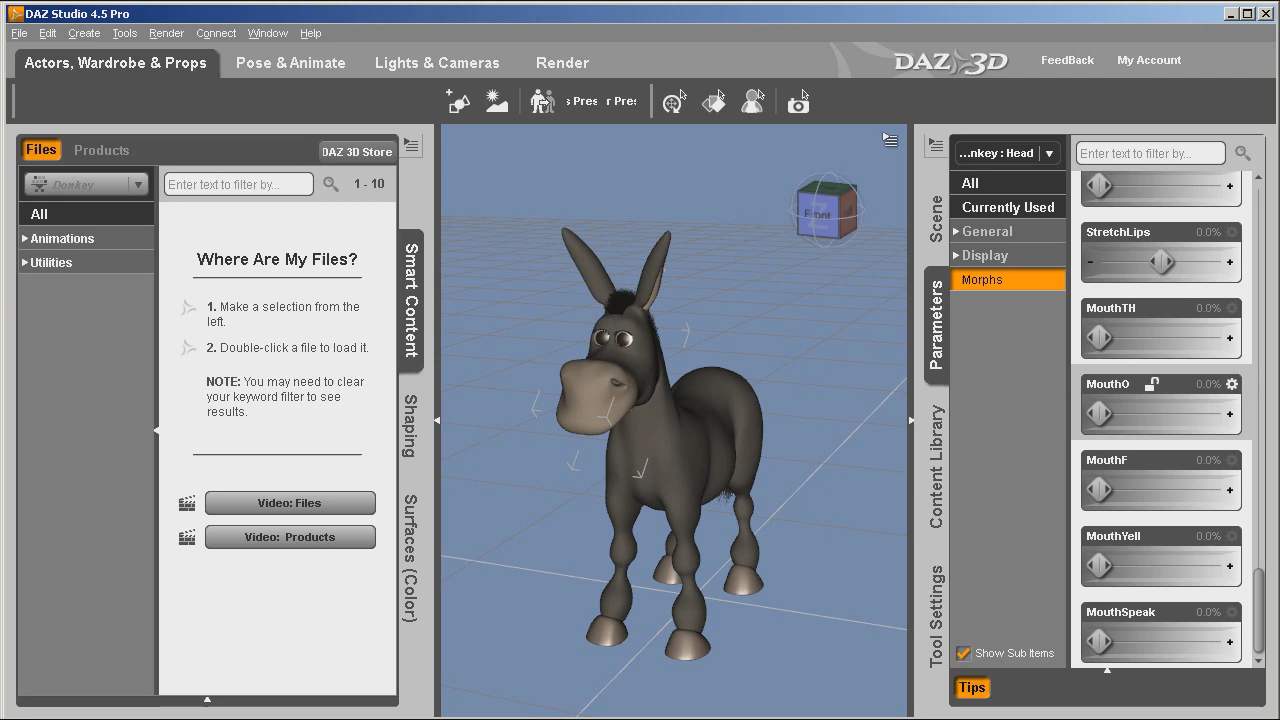 DAZ Studio 4.5 Pro
File Edit Create Tools Render Connect Window Help
Actors, Wardrobe & Props Pose & Animate Lights & Cameras Render
DAZ 3D
FeedBack My Account
s Pres r Pres
Files Products
DAZ 3D Store
Donkey
Enter text to filter by...
1 - 10
All
Animations
Utilities
Where Are My Files?
1. Make a selection from the
left.
2. Double-click a file to load it.
NOTE: You may need to clear
your keyword filter to see
results.
Video: Files
Video: Products
Smart Content
Shaping
Surfaces (Color)
Front
Scene
Parameters
Content Library
Tool Settings
...nkey : Head
Enter text to filter by...
All
Currently Used
General
Display
Morphs
StretchLips 0.0%
MouthTH 0.0%
MouthO 0.0%
MouthF 0.0%
MouthYell 0.0%
MouthSpeak 0.0%
Show Sub Items
Tips